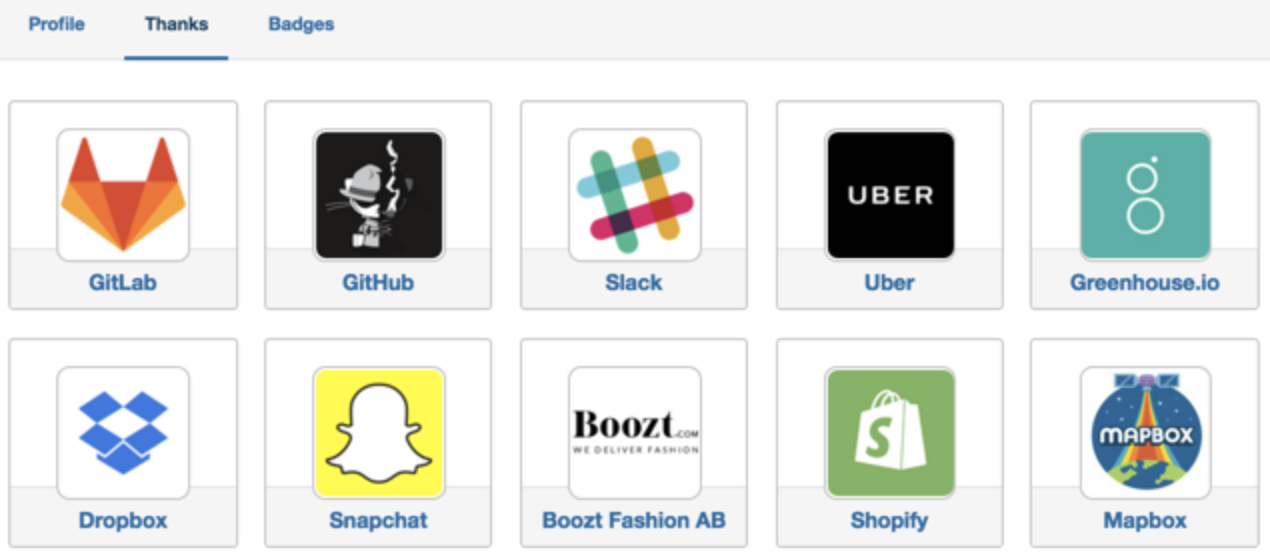 Profile Thanks Badges
UBER
GitLab GitHub Slack Uber Greenhouse.io
Boozt.COM
WE DELIVER FASHION
MAPBOX
Dropbox Snapchat Boozt Fashion AB Shopify Mapbox